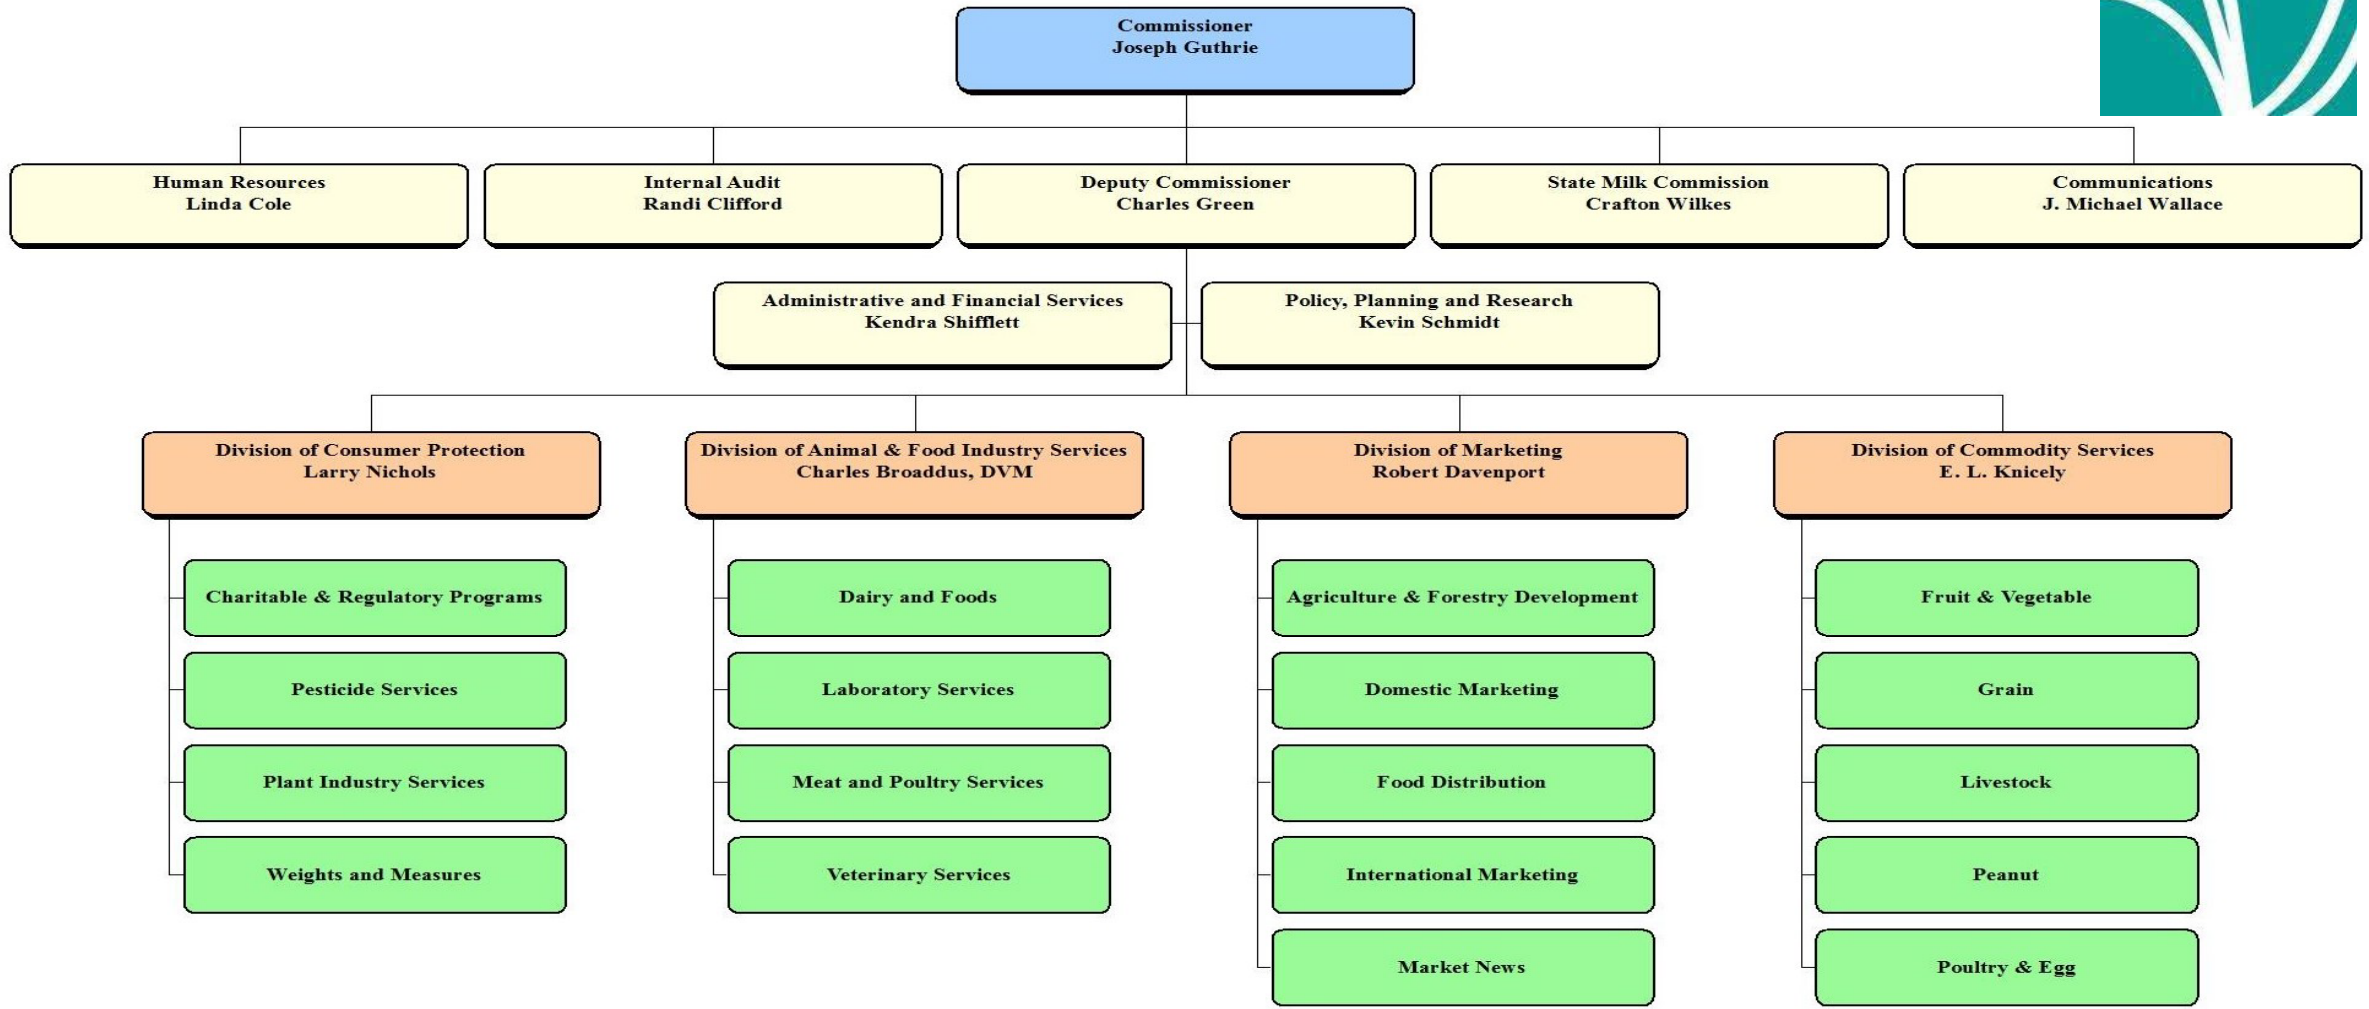 Commissioner
Joseph Guthrie
Human Resources
Linda Cole
Internal Audit
Randi Clifford
Deputy Commissioner
Charles Green
State Milk Commission
Crafton Wilkes
Communications
J. Michael Wallace
Administrative and Financial Services
Kendra Shifflett
Policy, Planning and Research
Kevin Schmidt
Division of Consumer Protection
Larry Nichols
Division of Animal & Food Industry Services
Charles Broaddus, DVM
Division of Marketing
Robert Davenport
Division of Commodity Services
E. L. Knicely
Charitable & Regulatory Programs
Pesticide Services
Plant Industry Services
Weights and Measures
Dairy and Foods
Laboratory Services
Meat and Poultry Services
Veterinary Services
Agriculture & Forestry Development
Domestic Marketing
Food Distribution
International Marketing
Market News
Fruit & Vegetable
Grain
Livestock
Peanut
Poultry & Egg